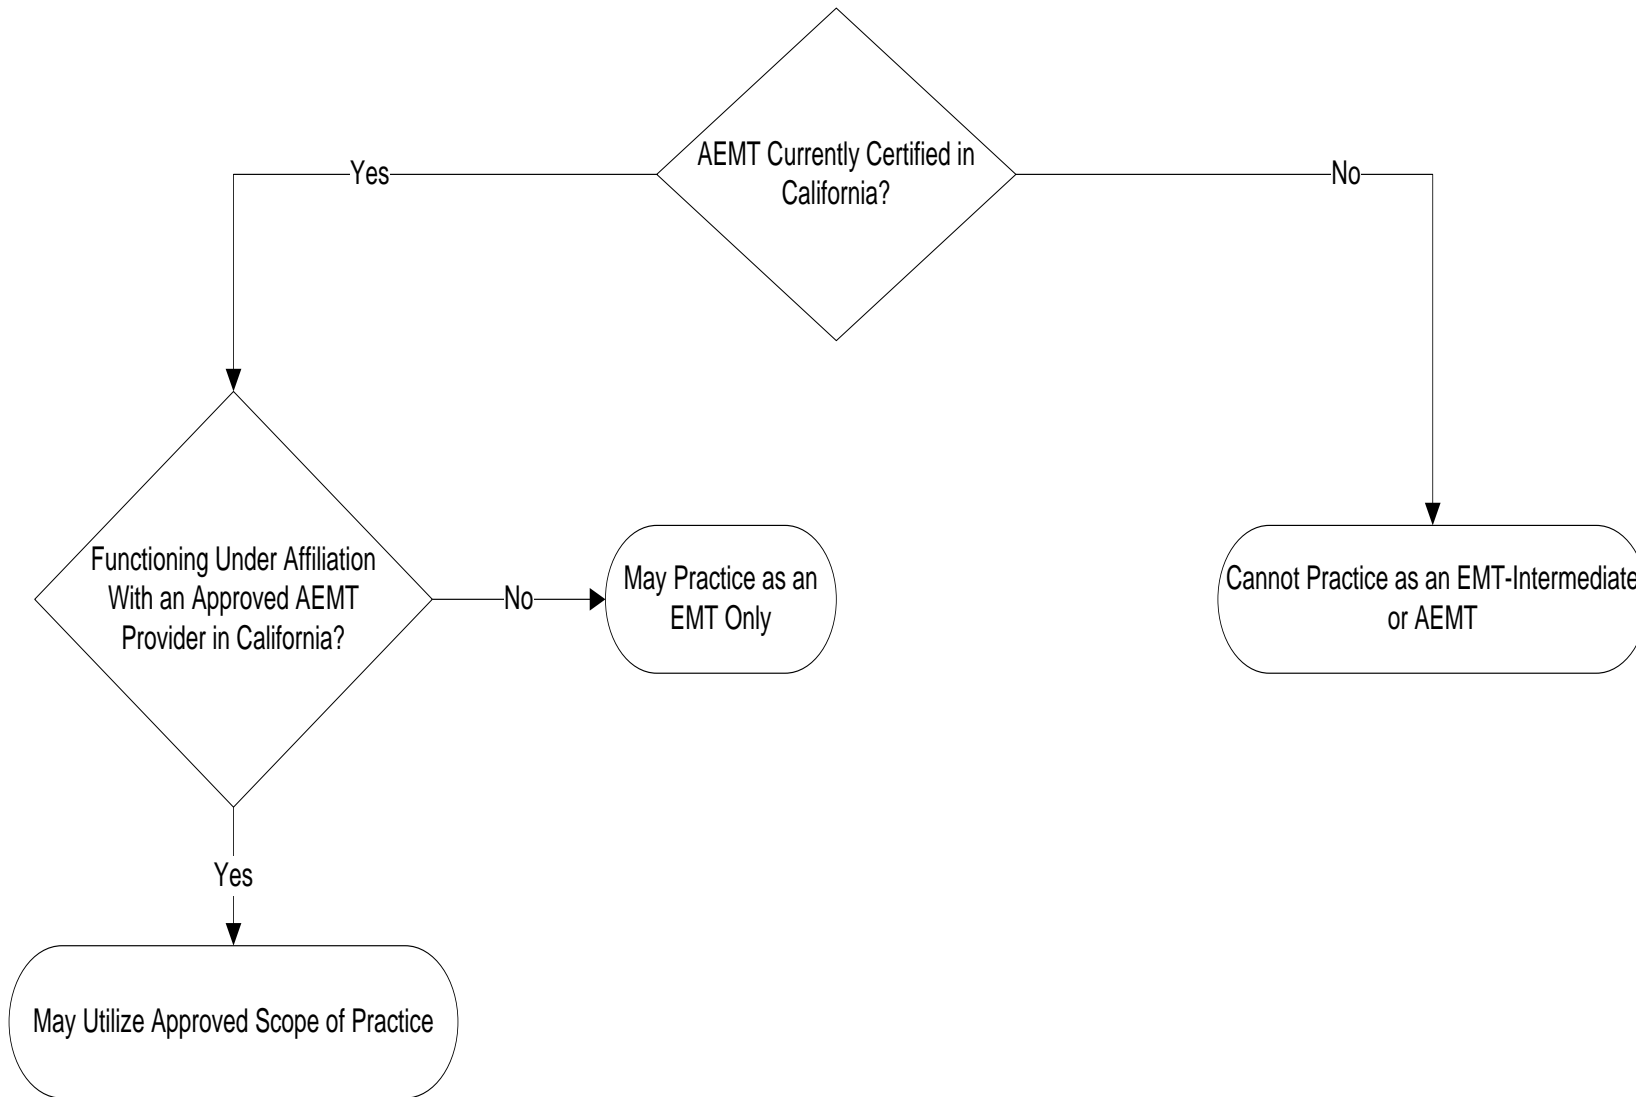 AEMT Currently Certified in
California?
Yes
No
Functioning Under Affiliation
With an Approved AEMT
Provider in California?
No
May Practice as an
EMT Only
Cannot Practice as an EMT-Intermediate
or AEMT
Yes
May Utilize Approved Scope of Practice